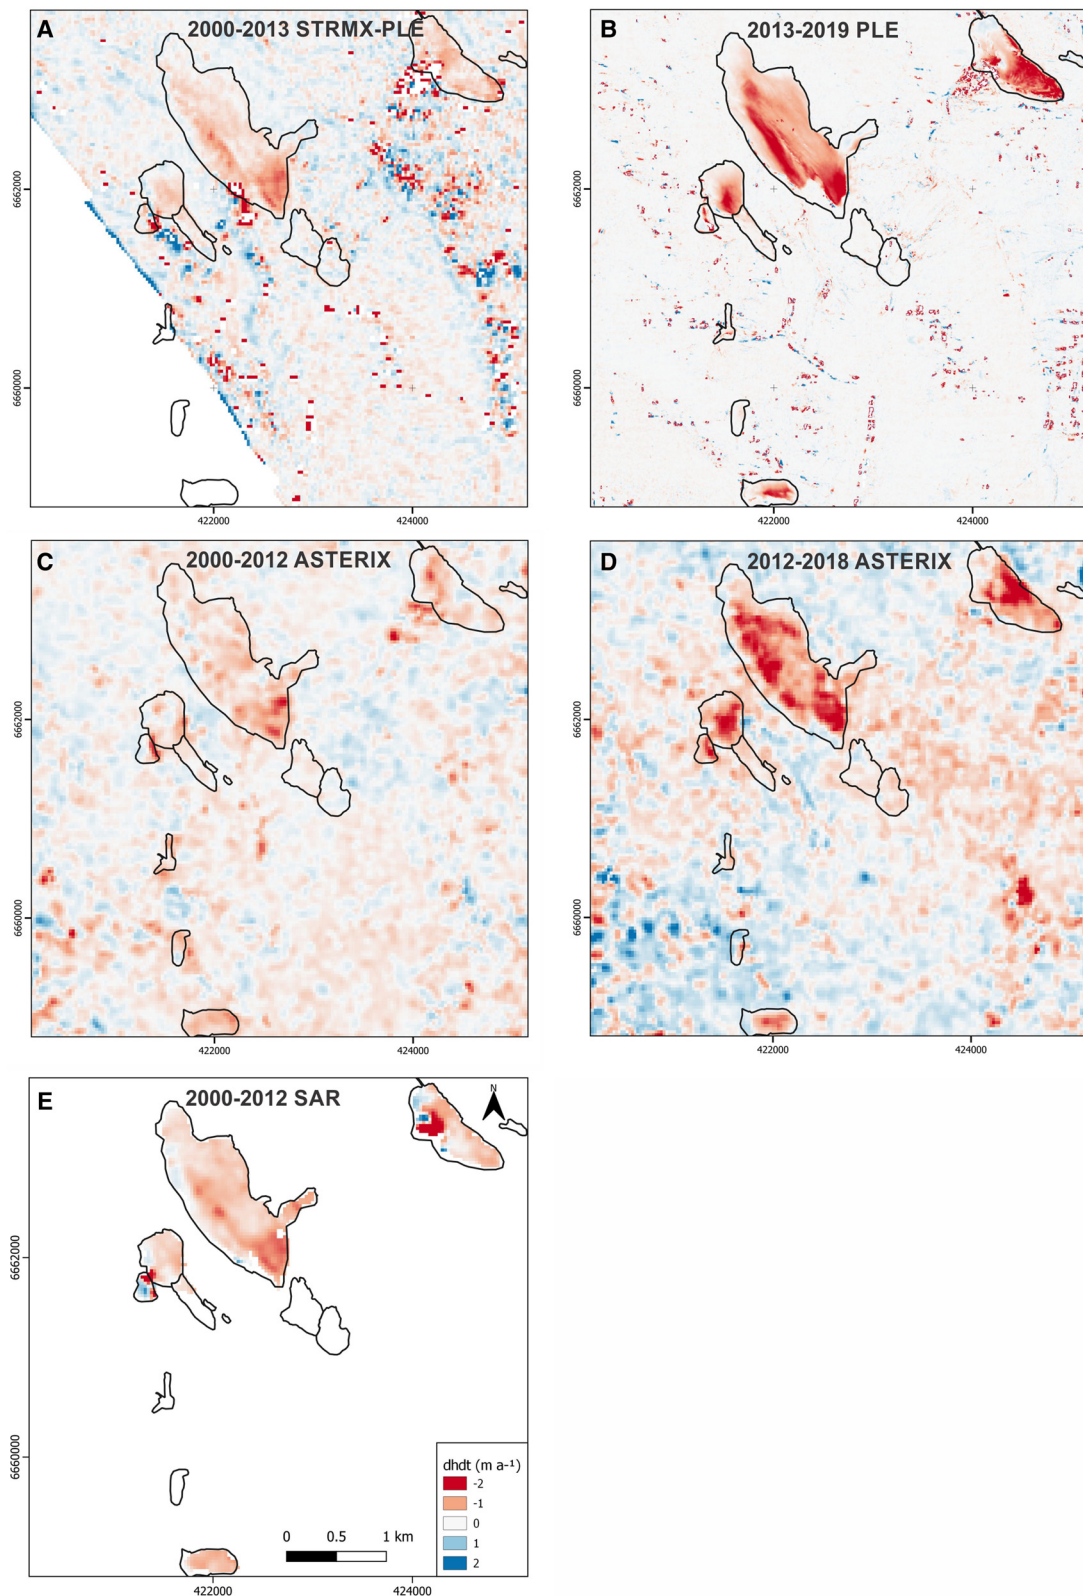 A
2000-2013 STRMX-PLE
6662000
6660000
422000
424000
B
2013-2019 PLE
6662000
6660000
422000
424000
C
2000-2012 ASTERIX
6662000
6660000
422000
424000
D
2012-2018 ASTERIX
6662000
6660000
422000
424000
E
2000-2012 SAR
N
6662000
6660000
dhdt (m a-¹)
-2
-1
0
1
2
0 0.5 1 km
422000
424000